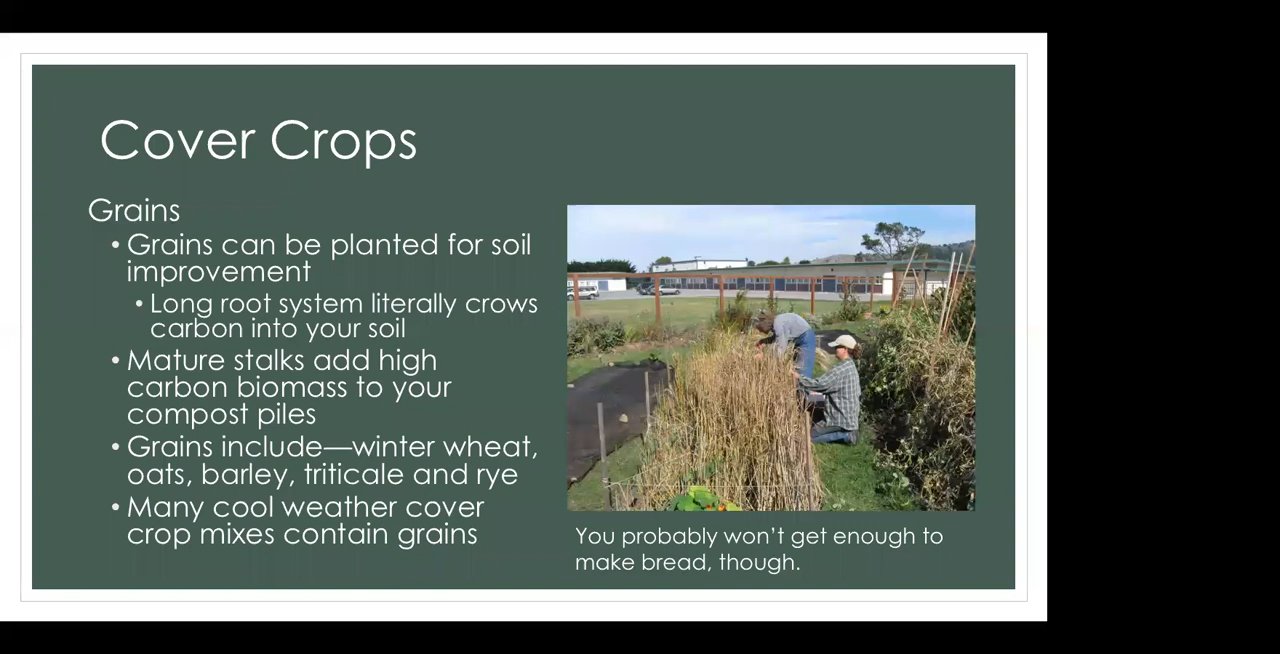 Cover Crops
Grains
• Grains can be planted for soil
improvement
• Long root system literally crows
carbon into your soil
• Mature stalks add high
carbon biomass to your
compost piles
• Grains include—winter wheat,
oats, barley, triticale and rye
• Many cool weather cover
crop mixes contain grains
You probably won't get enough to
make bread, though.